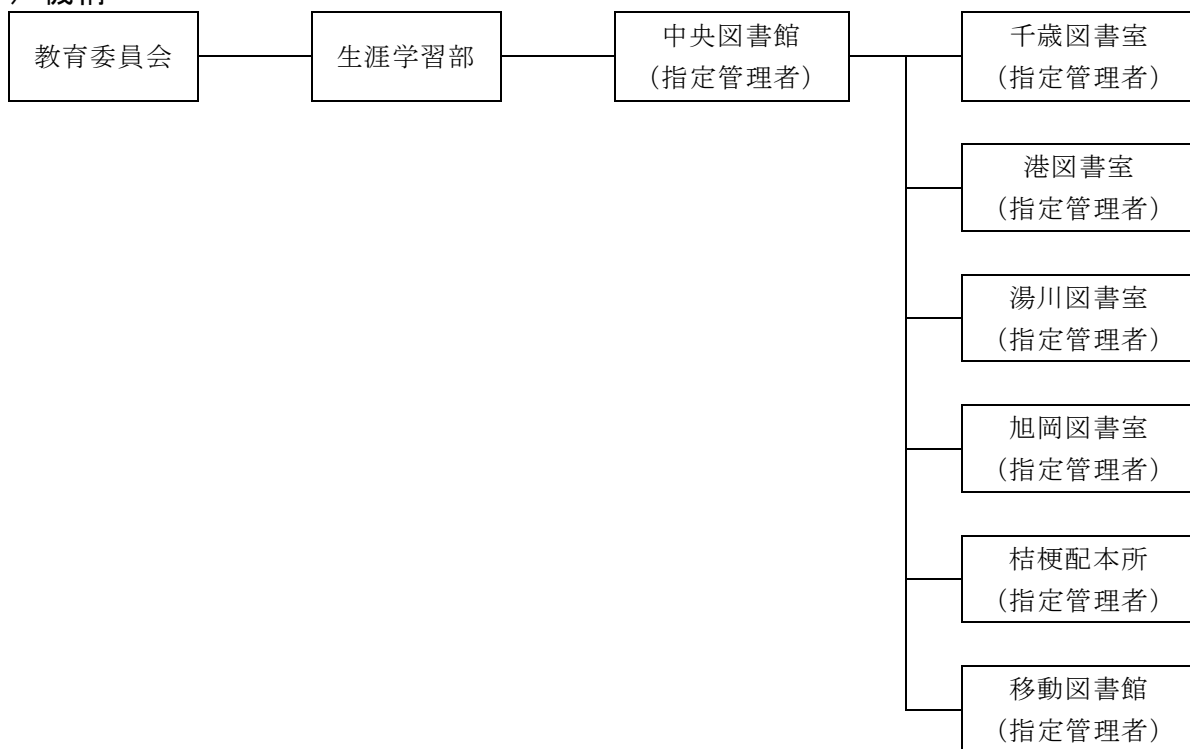 教育委員会
生涯学習部
中央図書館
（指定管理者）
千歳図書室
（指定管理者）
港図書室
（指定管理者）
湯川図書室
（指定管理者）
旭岡図書室
（指定管理者）
桔梗配本所
（指定管理者）
移動図書館
（指定管理者）